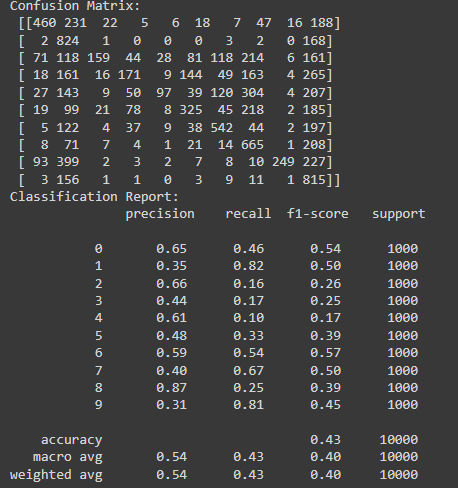 Confusion Matrix:
[[460 231 22 5 6 18 7 47 16 188]
[ 2 824 1 0 0 0 3 2 0 168]
[ 71 118 159 44 28 81 118 214 6 161]
[ 18 161 16 171 9 144 49 163 4 265]
[ 27 143 9 50 97 39 120 304 4 207]
[ 19 99 21 78 8 325 45 218 2 185]
[ 5 122 4 37 9 38 542 44 2 197]
[ 8 71 7 4 1 21 14 665 1 208]
[ 93 399 2 3 2 7 8 10 249 227]
[ 3 156 1 1 0 3 9 11 1 815]]
Classification Report:
precision recall f1-score support
0 0.65 0.46 0.54 1000
1 0.35 0.82 0.50 1000
2 0.66 0.16 0.26 1000
3 0.44 0.17 0.25 1000
4 0.61 0.10 0.17 1000
5 0.48 0.33 0.39 1000
6 0.59 0.54 0.57 1000
7 0.40 0.67 0.50 1000
8 0.87 0.25 0.39 1000
9 0.31 0.81 0.45 1000
accuracy 0.43 10000
macro avg 0.54 0.43 0.40 10000
weighted avg 0.54 0.43 0.40 10000